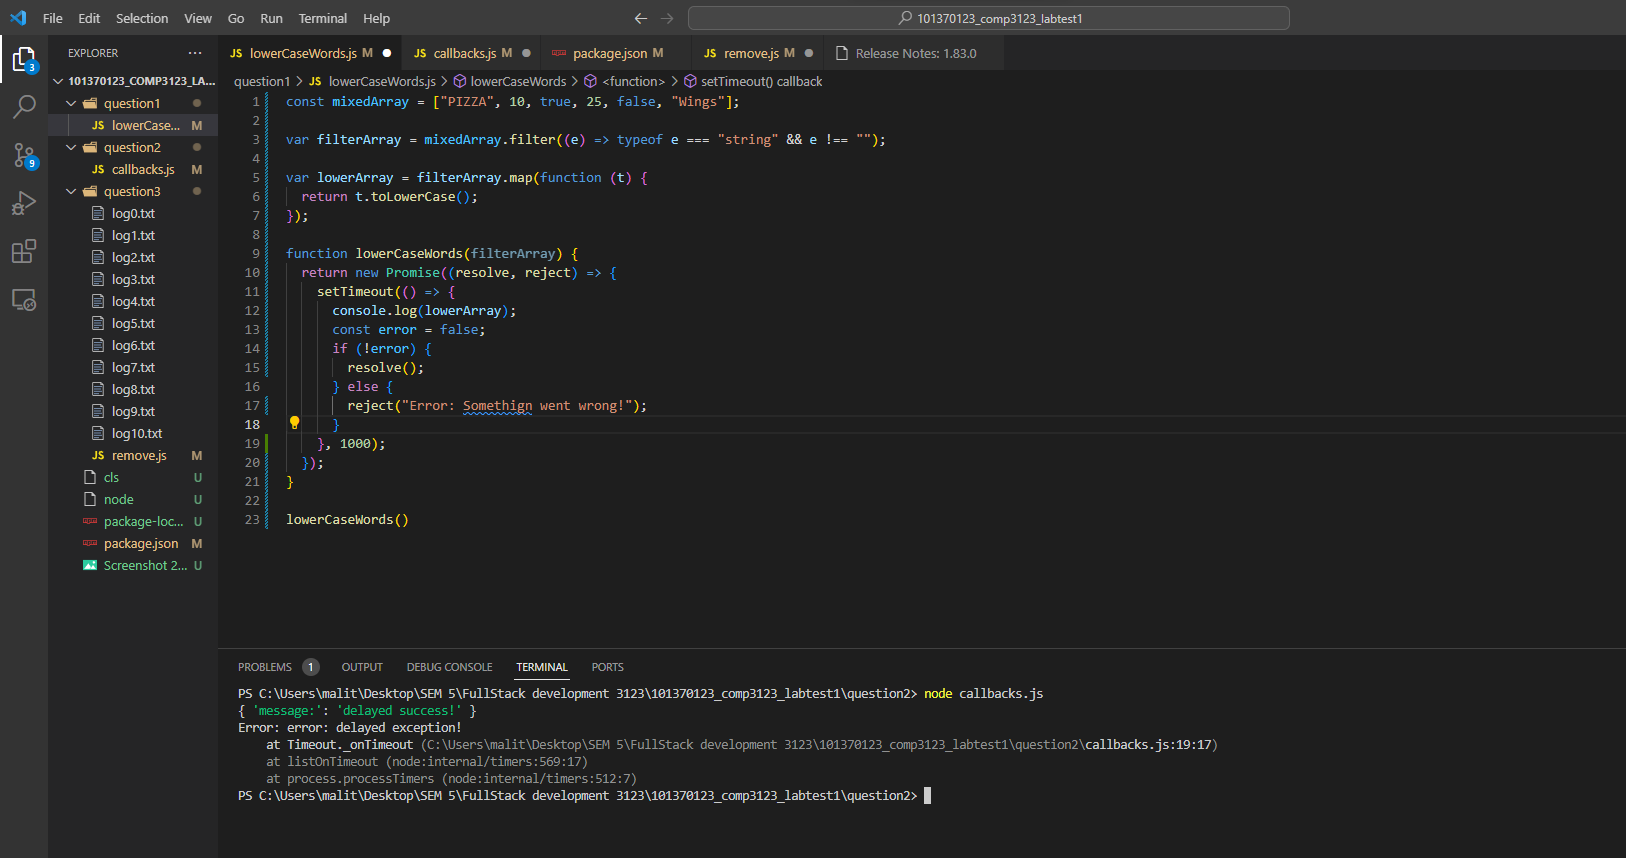 File Edit Selection View Go Run Terminal Help
101370123_comp3123_labtest1
EXPLORER
101370123_COMP3123_LA...
question1
JS lowerCase... M
question2
JS callbacks.js M
question3
log0.txt
log1.txt
log2.txt
log3.txt
log4.txt
log5.txt
log6.txt
log7.txt
log8.txt
log9.txt
log10.txt
JS remove.js M
cls U
node U
package-loc... U
package.json M
Screenshot 2... U
3
9
JS lowerCaseWords.js M JS callbacks.js M package.json M JS remove.js M Release Notes: 1.83.0
question1 > JS lowerCaseWords.js > lowerCaseWords > <function> > setTimeout() callback
1 const mixedArray = ["PIZZA", 10, true, 25, false, "Wings"];
2
3 var filterArray = mixedArray.filter((e) => typeof e === "string" && e !== "");
4
5 var lowerArray = filterArray.map(function (t) {
6 return t.toLowerCase();
7 });
8
9 function lowerCaseWords(filterArray) {
10 return new Promise((resolve, reject) => {
11 setTimeout(() => {
12 console.log(lowerArray);
13 const error = false;
14 if (!error) {
15 resolve();
16 } else {
17 reject("Error: Somethign went wrong!");
18 }
19 }, 1000);
20 });
21 }
22
23 lowerCaseWords()
PROBLEMS 1 OUTPUT DEBUG CONSOLE TERMINAL PORTS
PS C:\Users\malit\Desktop\SEM 5\FullStack development 3123\101370123_comp3123_labtest1\question2> node callbacks.js
{ 'message:': 'delayed success!' }
Error: error: delayed exception!
at Timeout._onTimeout (C:\Users\malit\Desktop\SEM 5\FullStack development 3123\101370123_comp3123_labtest1\question2\callbacks.js:19:17)
at listOnTimeout (node:internal/timers:569:17)
at process.processTimers (node:internal/timers:512:7)
PS C:\Users\malit\Desktop\SEM 5\FullStack development 3123\101370123_comp3123_labtest1\question2>